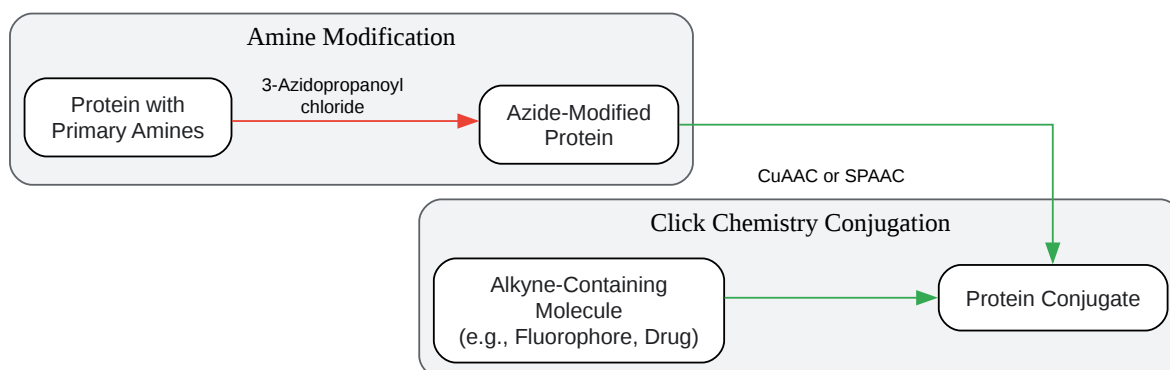 Amine Modification
Protein with
Primary Amines
3-Azidopropanoyl
chloride
Azide-Modified
Protein
CuAAC or SPAAC
Click Chemistry Conjugation
Alkyne-Containing
Molecule
(e.g., Fluorophore, Drug)
Protein Conjugate